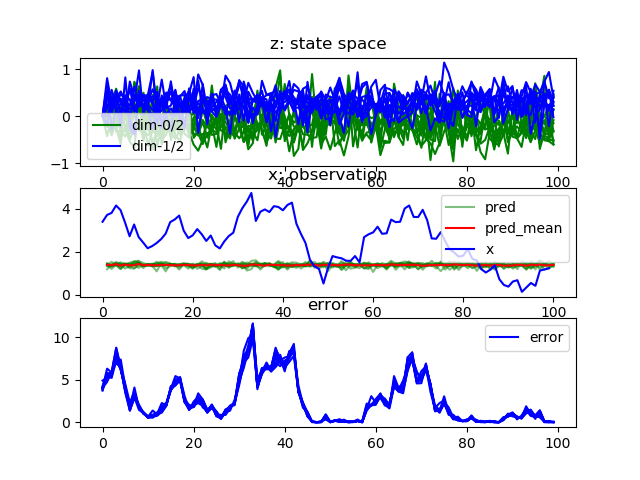 z: state space
1
0
−1
dim-0/2
dim-1/2
0 20 40 60 80 100
x: observation
4
2
0
pred
pred_mean
x
0 20 40 60 80 100
error
10
5
0
error
0 20 40 60 80 100